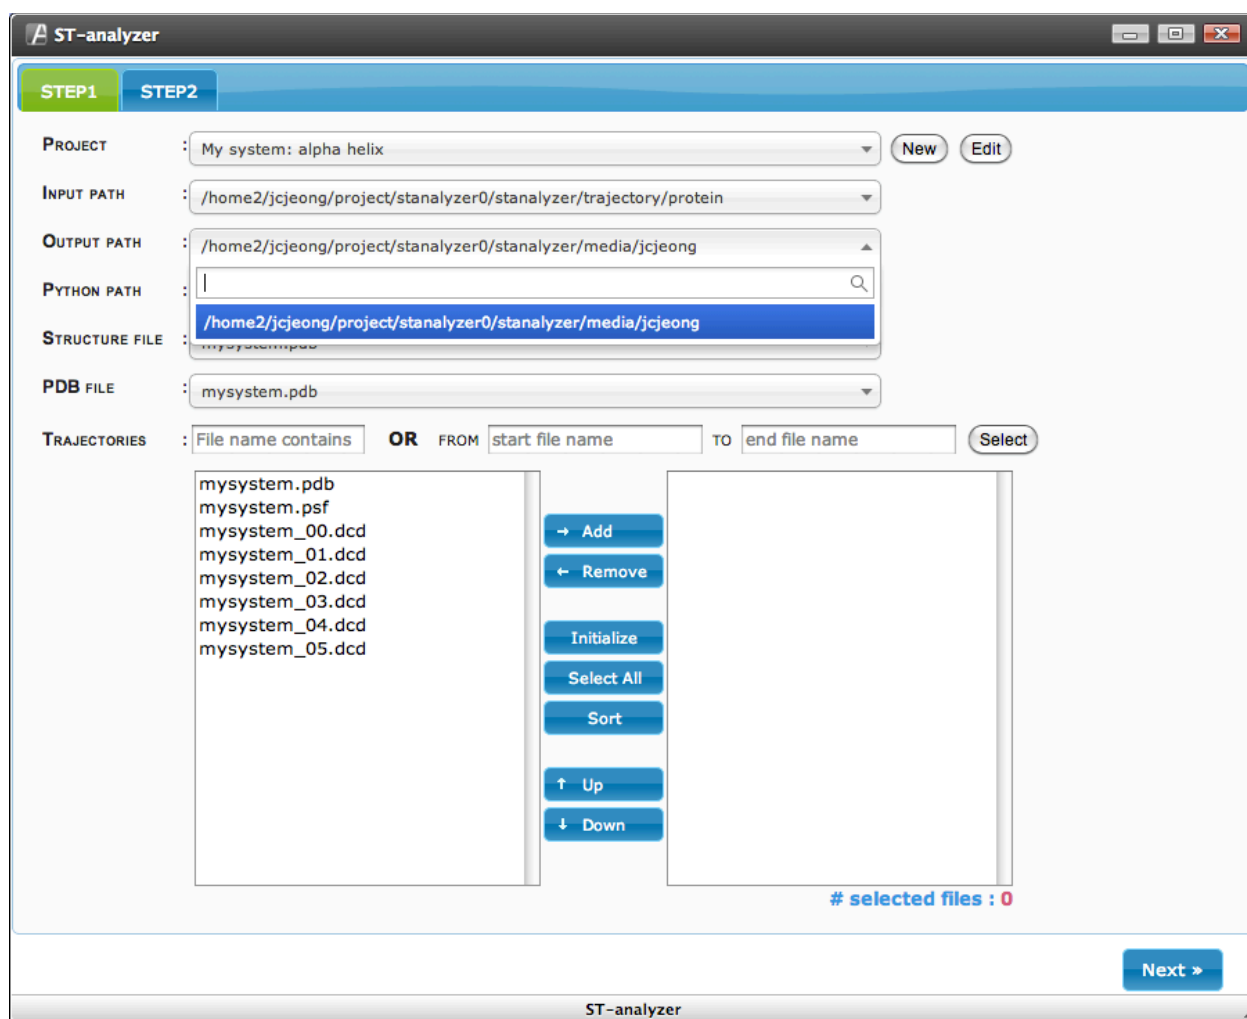 ST-analyzer
STEP1 STEP2
PROJECT : My system: alpha helix New Edit
INPUT PATH : /home2/jcjeong/project/stanalyzer0/stanalyzer/trajectory/protein
OUTPUT PATH : /home2/jcjeong/project/stanalyzer0/stanalyzer/media/jcjeong
PYTHON PATH :
/home2/jcjeong/project/stanalyzer0/stanalyzer/media/jcjeong
STRUCTURE FILE :
PDB FILE : mysystem.pdb
TRAJECTORIES : File name contains OR FROM start file name TO end file name Select
mysystem.pdb
mysystem.psf
mysystem_00.dcd
mysystem_01.dcd
mysystem_02.dcd
mysystem_03.dcd
mysystem_04.dcd
mysystem_05.dcd
→ Add
← Remove
Initialize
Select All
Sort
↑ Up
↓ Down
# selected files : 0
Next »
ST-analyzer